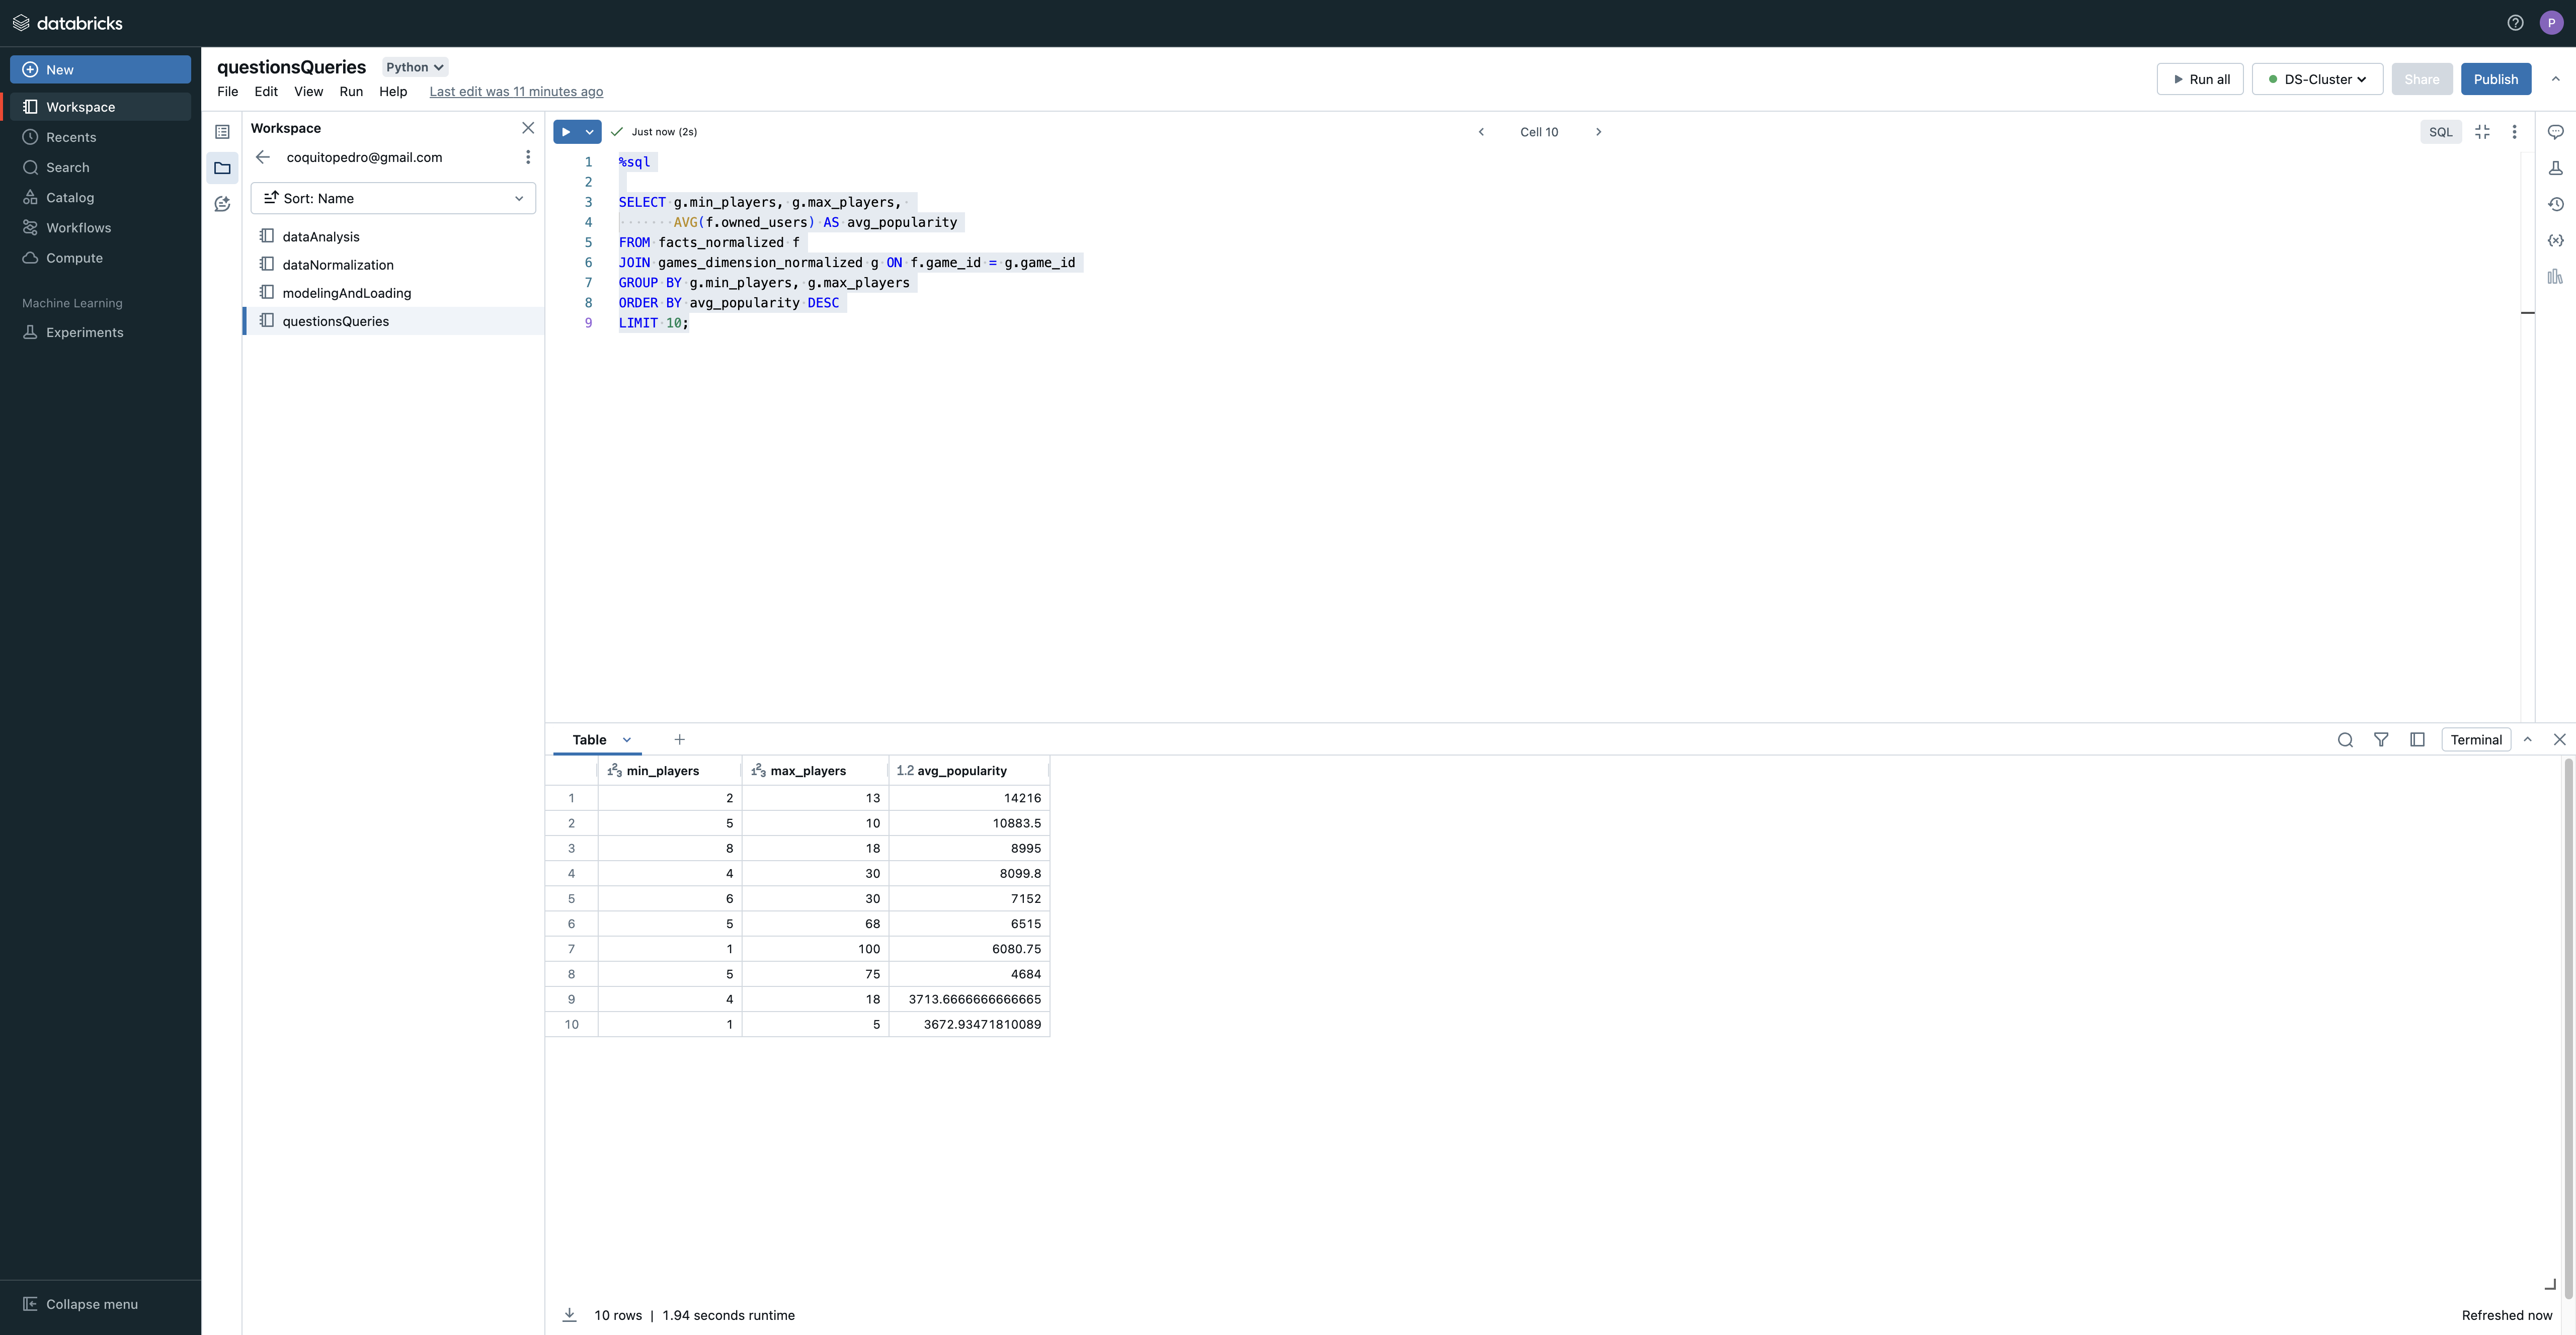 databricks
P
New
Workspace
Recents
Search
Catalog
Workflows
Compute
Machine Learning
Experiments
Collapse menu
questionsQueries Python
File Edit View Run Help Last edit was 11 minutes ago
Run all DS-Cluster Share Publish
Workspace
coquitopedro@gmail.com
Sort: Name
dataAnalysis
dataNormalization
modelingAndLoading
questionsQueries
Just now (2s) Cell 10 SQL
1 %sql
2
3 SELECT g.min_players, g.max_players,
4 AVG(f.owned_users) AS avg_popularity
5 FROM facts_normalized f
6 JOIN games_dimension_normalized g ON f.game_id = g.game_id
7 GROUP BY g.min_players, g.max_players
8 ORDER BY avg_popularity DESC
9 LIMIT 10;
Table + Terminal
123 min_players 123 max_players 1.2 avg_popularity
1 2 13 14216
2 5 10 10883.5
3 8 18 8995
4 4 30 8099.8
5 6 30 7152
6 5 68 6515
7 1 100 6080.75
8 5 75 4684
9 4 18 3713.6666666666665
10 1 5 3672.93471810089
10 rows | 1.94 seconds runtime Refreshed now